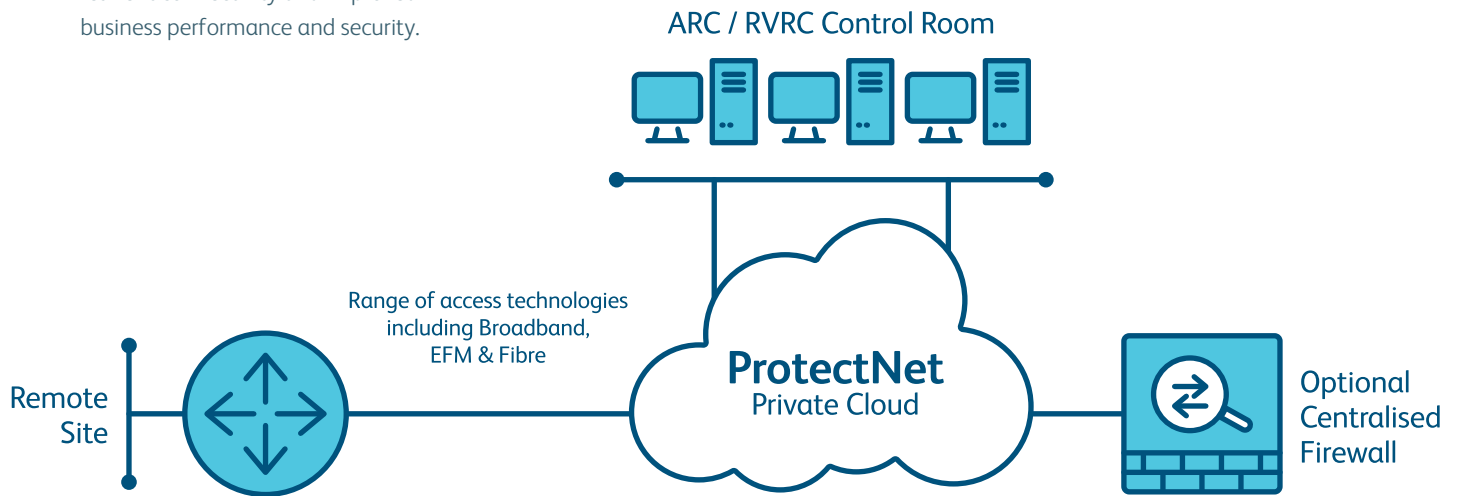 business performance and security.
ARC / RVRC Control Room
Range of access technologies
including Broadband,
EFM & Fibre
Remote
Site
ProtectNet
Private Cloud
Optional
Centralised
Firewall